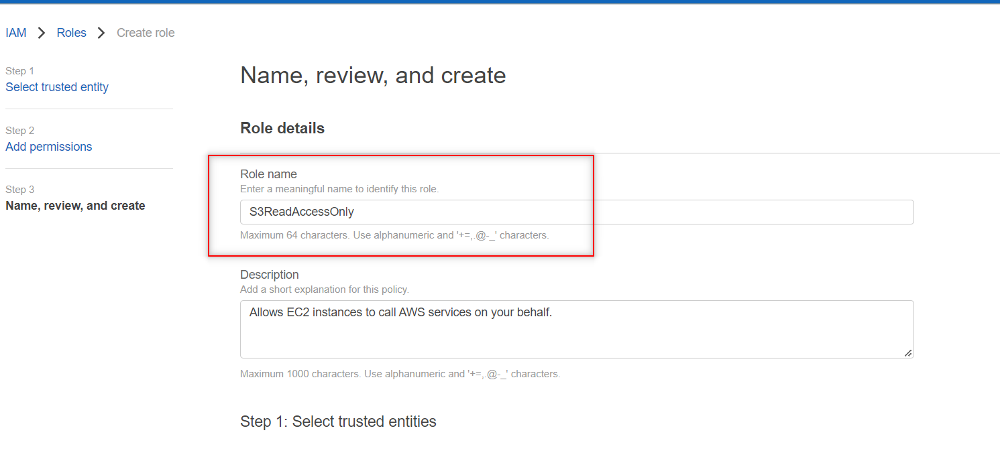 IAM > Roles > Create role
Step 1
Select trusted entity
Step 2
Add permissions
Step 3
Name, review, and create
Name, review, and create
Role details
Role name
Enter a meaningful name to identify this role.
S3ReadAccessOnly
Maximum 64 characters. Use alphanumeric and '+=,.@-_' characters.
Description
Add a short explanation for this policy.
Allows EC2 instances to call AWS services on your behalf.
Maximum 1000 characters. Use alphanumeric and '+=,.@-_' characters.
Step 1: Select trusted entities